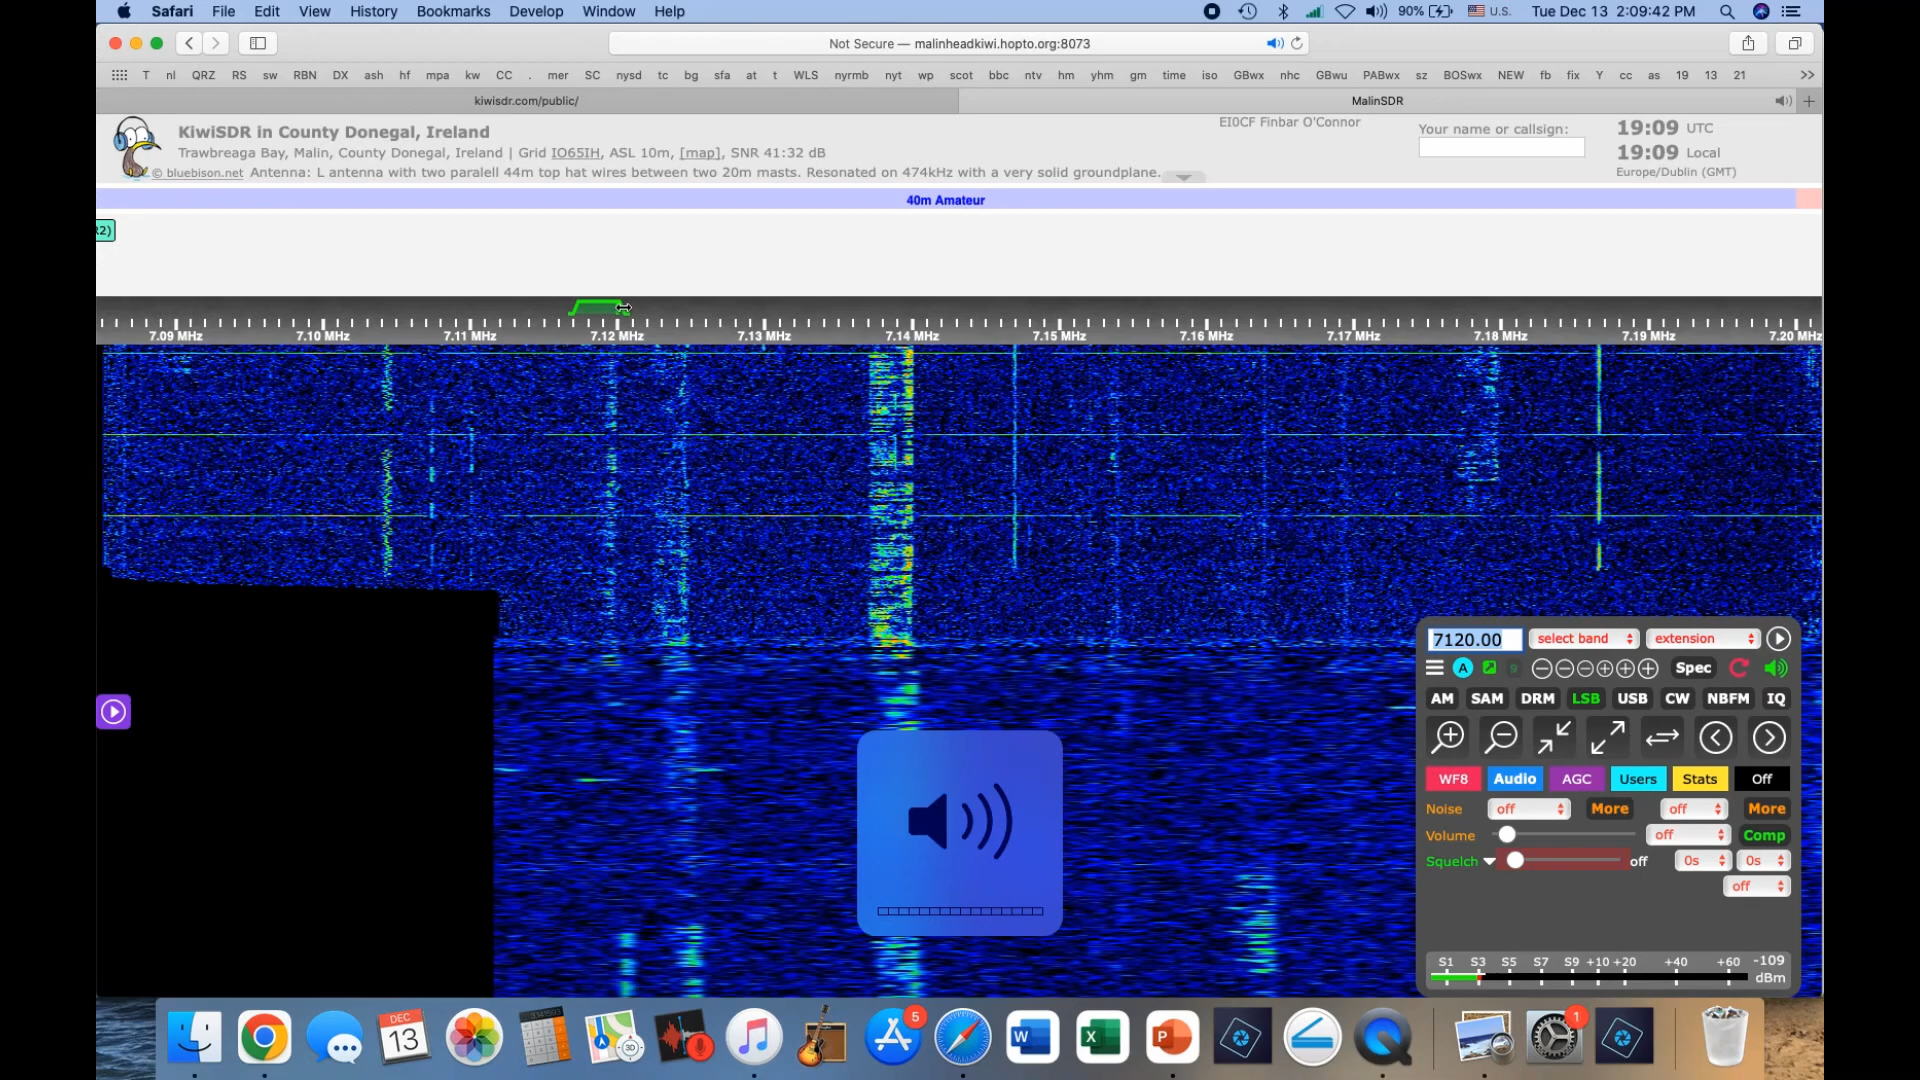 Safari File Edit View History Bookmarks Develop Window Help 90% U.S. Tue Dec 13 2:09:42 PM
Not Secure — malinheadkiwi.hopto.org:8073
T nl QRZ RS sw RBN DX ash hf mpa kw CC . mer SC nysd tc bg sfa at t WLS nyrmb nyt wp scot bbc ntv hm yhm gm time iso GBwx nhc GBwu PABwx sz BOSwx NEW fb fix Y cc as 19 13 21 >>
kiwisdr.com/public/ MalinSDR
KiwiSDR in County Donegal, Ireland
EI0CF Finbar O'Connor
Your name or callsign:
19:09 UTC
Trawbreaga Bay, Malin, County Donegal, Ireland | Grid IO65IH, ASL 10m, [map], SNR 41:32 dB
19:09 Local
© bluebison.net Antenna: L antenna with two paralell 44m top hat wires between two 20m masts. Resonated on 474kHz with a very solid groundplane.
Europe/Dublin (GMT)
40m Amateur
2)
7.09 MHz 7.10 MHz 7.11 MHz 7.12 MHz 7.13 MHz 7.14 MHz 7.15 MHz 7.16 MHz 7.17 MHz 7.18 MHz 7.19 MHz 7.20 MHz
7120.00 select band extension
A 9 Spec
AM SAM DRM LSB USB CW NBFM IQ
WF8 Audio AGC Users Stats Off
Noise off More off More
Volume off Comp
Squelch off 0s 0s
off
S1 S3 S5 S7 S9 +10 +20 +40 +60 -109
dBm
DEC
13
3D
5
W
X
P
1